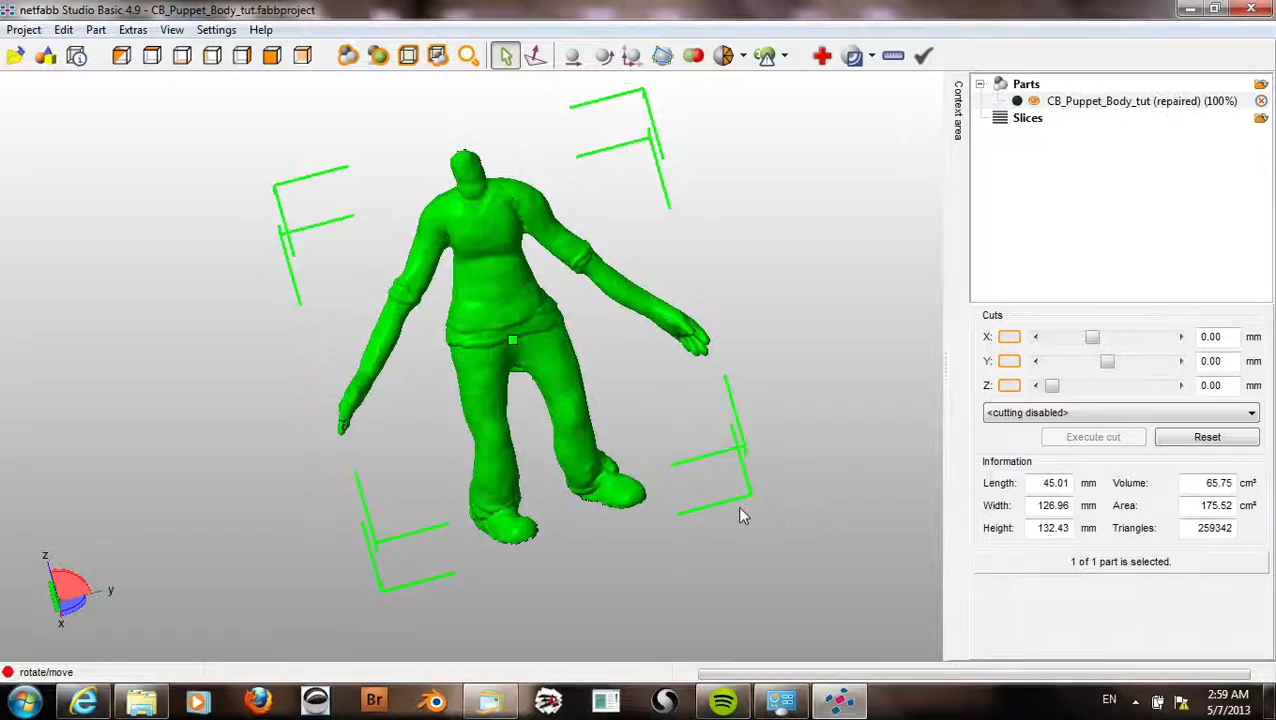 netfabb Studio Basic 4.9 - CB_Puppet_Body_tut.fabbproject
Project Edit Part Extras View Settings Help
Context area
Parts
CB_Puppet_Body_tut (repaired) (100%)
Slices
Cuts
X: 0.00 mm
Y: 0.00 mm
Z: 0.00 mm
<cutting disabled>
Execute cut Reset
Information
Length: 45.01 mm Volume: 65.75 cm³
Width: 126.96 mm Area: 175.52 cm²
Height: 132.43 mm Triangles: 259342
1 of 1 part is selected.
z
y
x
rotate/move
Br
EN
2:59 AM
5/7/2013